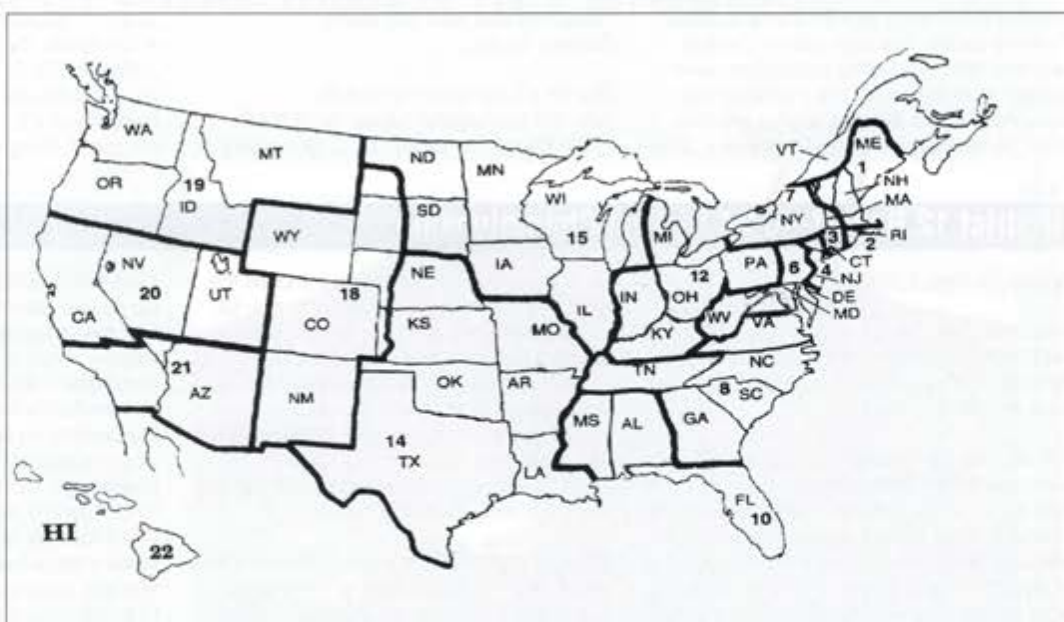 WA
OR
19
ID
MT
ND
MN
SD
WY
WI
15
MI
VT
ME
1
NH
MA
7
NY
RI
2
3
CT
NV
20
UT
CA
18
CO
NE
IA
KS
MO
IL
IN
12
OH
PA
6
4
NJ
DE
MD
WV
VA
KY
21
AZ
NM
OK
AR
TN
NC
8
SC
14
TX
LA
MS
AL
GA
FL
10
HI
22